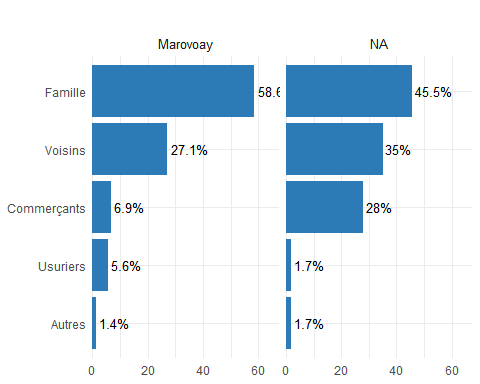 Marovoay NA
Famille 58.6 45.5%
Voisins 27.1% 35%
Commerçants 6.9% 28%
Usuriers 5.6% 1.7%
Autres 1.4% 1.7%
0 20 40 60 0 20 40 60